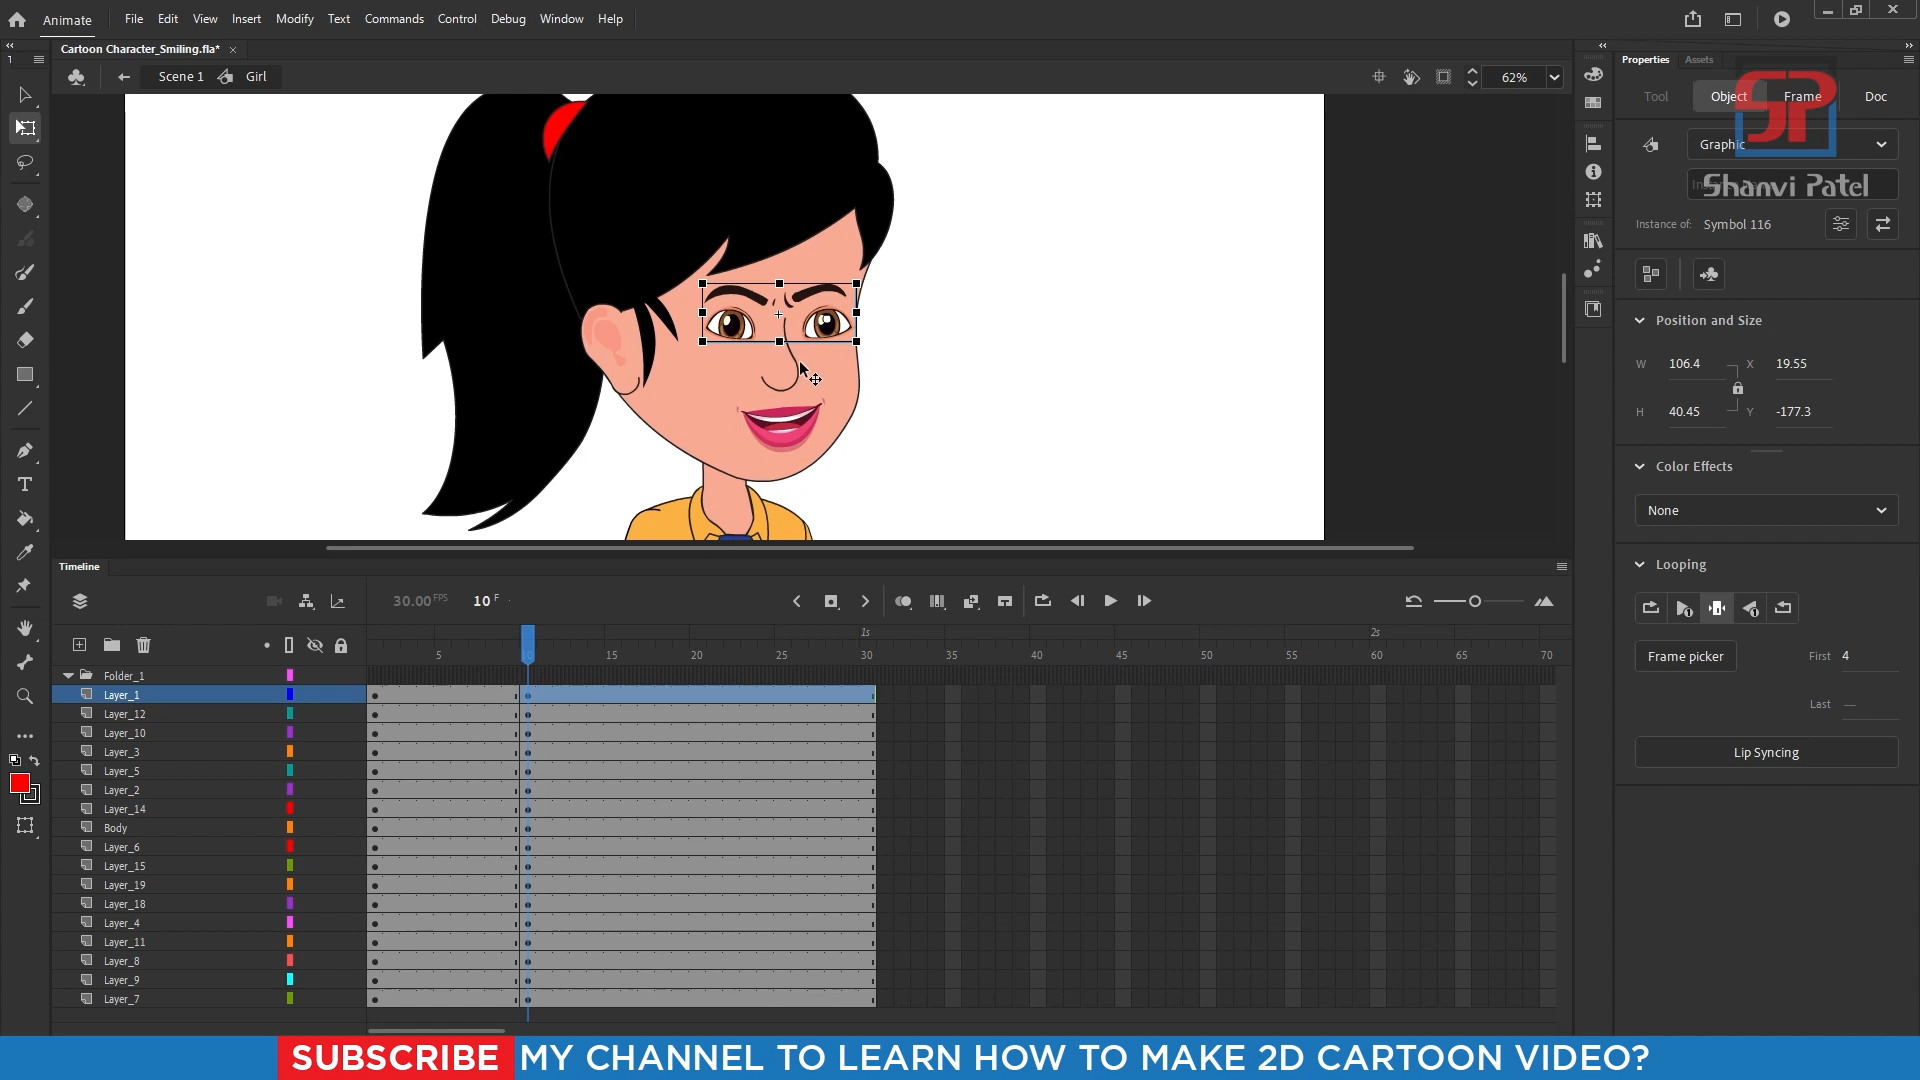 Animate File Edit View Insert Modify Text Commands Control Debug Window Help
Cartoon Character_Smiling.fla*
Scene 1 Girl 62%
Properties Assets
Tool Object Frame Doc
Graphic
SP
Shanvi Patel
Instance of: Symbol 116
Position and Size
W 106.4 X 19.55
H 40.45 Y -177.3
Color Effects
None
Looping
Frame picker First 4
Last —
Lip Syncing
Timeline
30.00 FPS 10 F
1s 2s
5 10 15 20 25 30 35 40 45 50 55 60 65 70
Folder_1
Layer_1
Layer_12
Layer_10
Layer_3
Layer_5
Layer_2
Layer_14
Body
Layer_6
Layer_15
Layer_19
Layer_18
Layer_4
Layer_11
Layer_8
Layer_9
Layer_7
SUBSCRIBE MY CHANNEL TO LEARN HOW TO MAKE 2D CARTOON VIDEO?